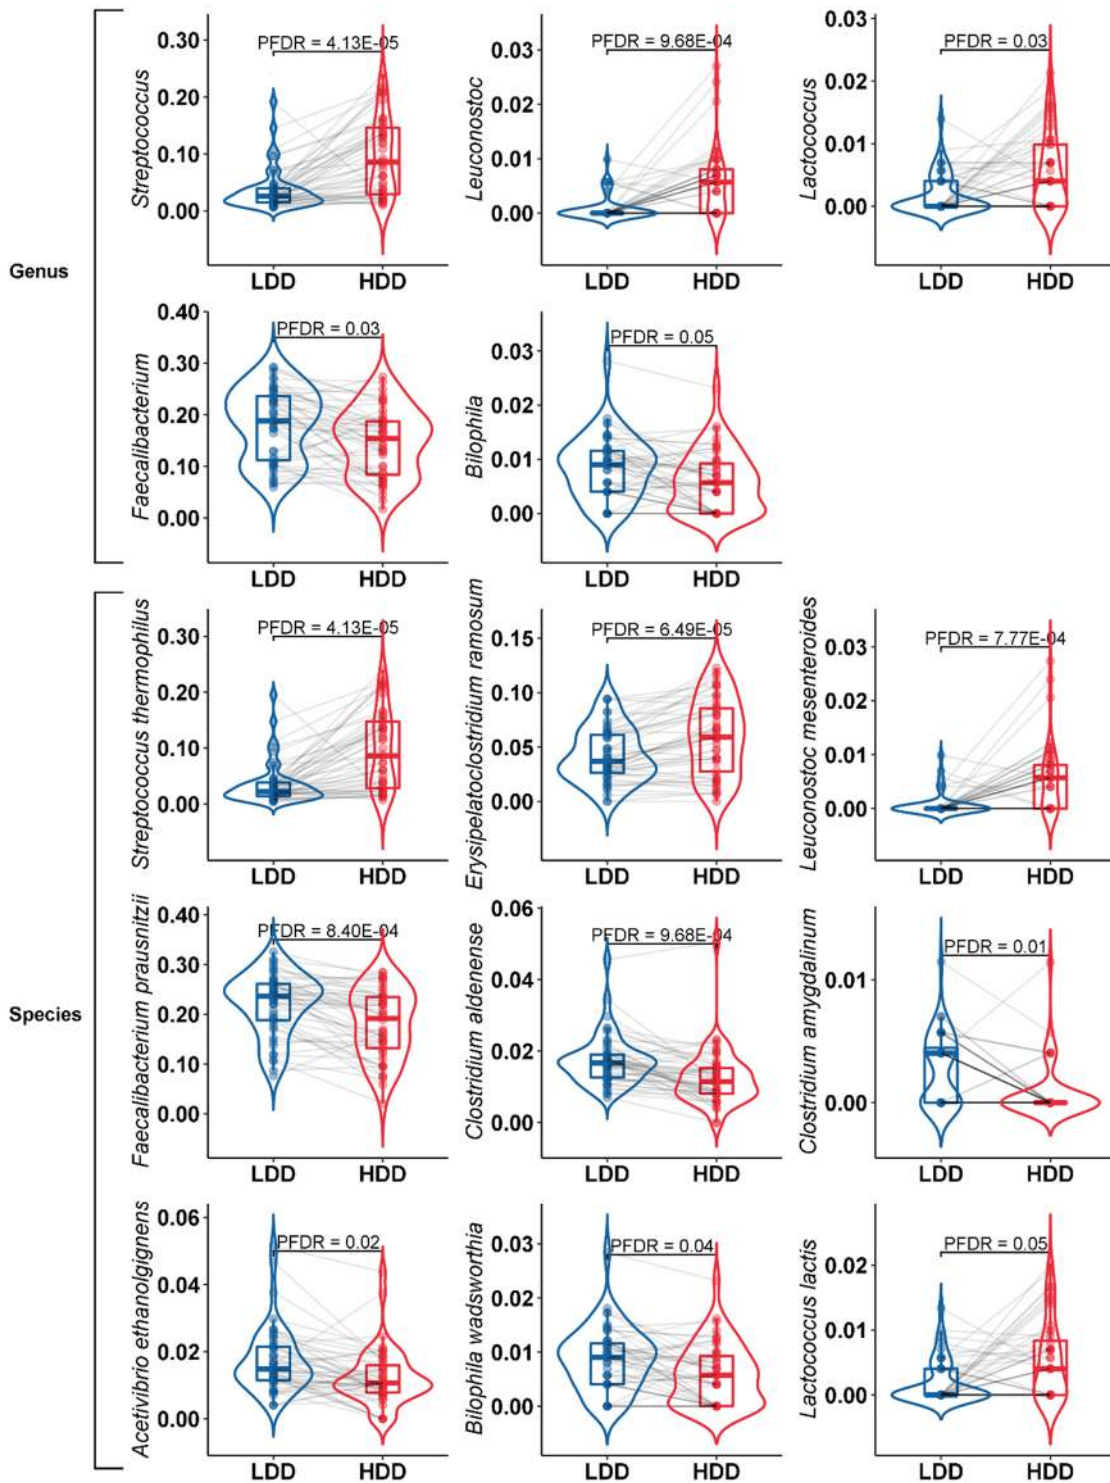 Genus
Streptococcus
0.30
0.20
0.10
0.00
PFDR = 4.13E-05
LDD HDD
Leuconostoc
0.03
0.02
0.01
0.00
PFDR = 9.68E-04
LDD HDD
Lactococcus
0.03
0.02
0.01
0.00
PFDR = 0.03
LDD HDD
Faecalibacterium
0.40
0.30
0.20
0.10
0.00
PFDR = 0.03
LDD HDD
Bilophila
0.03
0.02
0.01
0.00
PFDR = 0.05
LDD HDD
Species
Streptococcus thermophilus
0.30
0.20
0.10
0.00
PFDR = 4.13E-05
LDD HDD
Erysipelatoclostridium ramosum
0.15
0.10
0.05
0.00
PFDR = 6.49E-05
LDD HDD
Leuconostoc mesenteroides
0.03
0.02
0.01
0.00
PFDR = 7.77E-04
LDD HDD
Faecalibacterium prausnitzii
0.40
0.30
0.20
0.10
0.00
PFDR = 8.40E-04
LDD HDD
Clostridium aldenense
0.06
0.04
0.02
0.00
PFDR = 9.68E-04
LDD HDD
Clostridium amygdalinum
0.01
0.00
PFDR = 0.01
LDD HDD
Acetivibrio ethanolgignens
0.06
0.04
0.02
0.00
PFDR = 0.02
LDD HDD
Bilophila wadsworthia
0.03
0.02
0.01
0.00
PFDR = 0.04
LDD HDD
Lactococcus lactis
0.02
0.01
0.00
PFDR = 0.05
LDD HDD